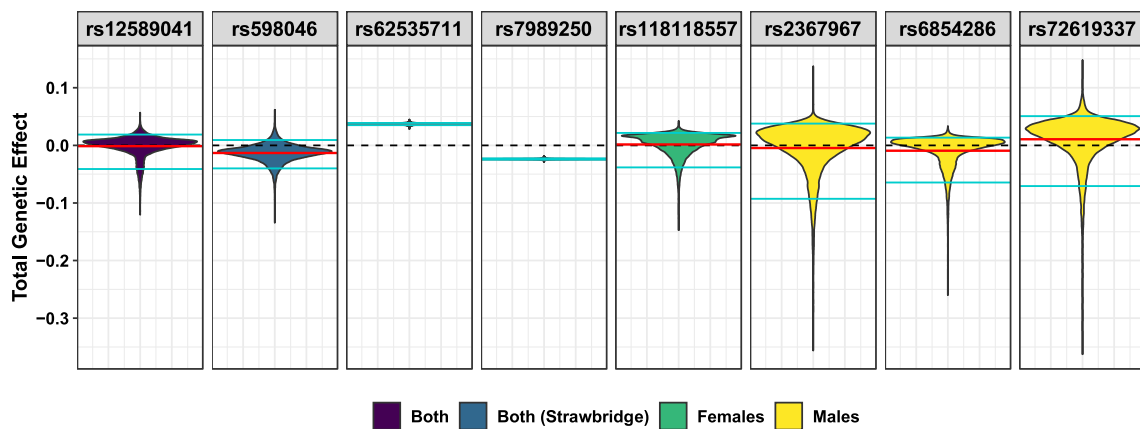 rs12589041 rs598046 rs62535711 rs7989250 rs118118557 rs2367967 rs6854286 rs72619337
Total Genetic Effect
0.1
0.0
−0.1
−0.2
−0.3
Both Both (Strawbridge) Females Males